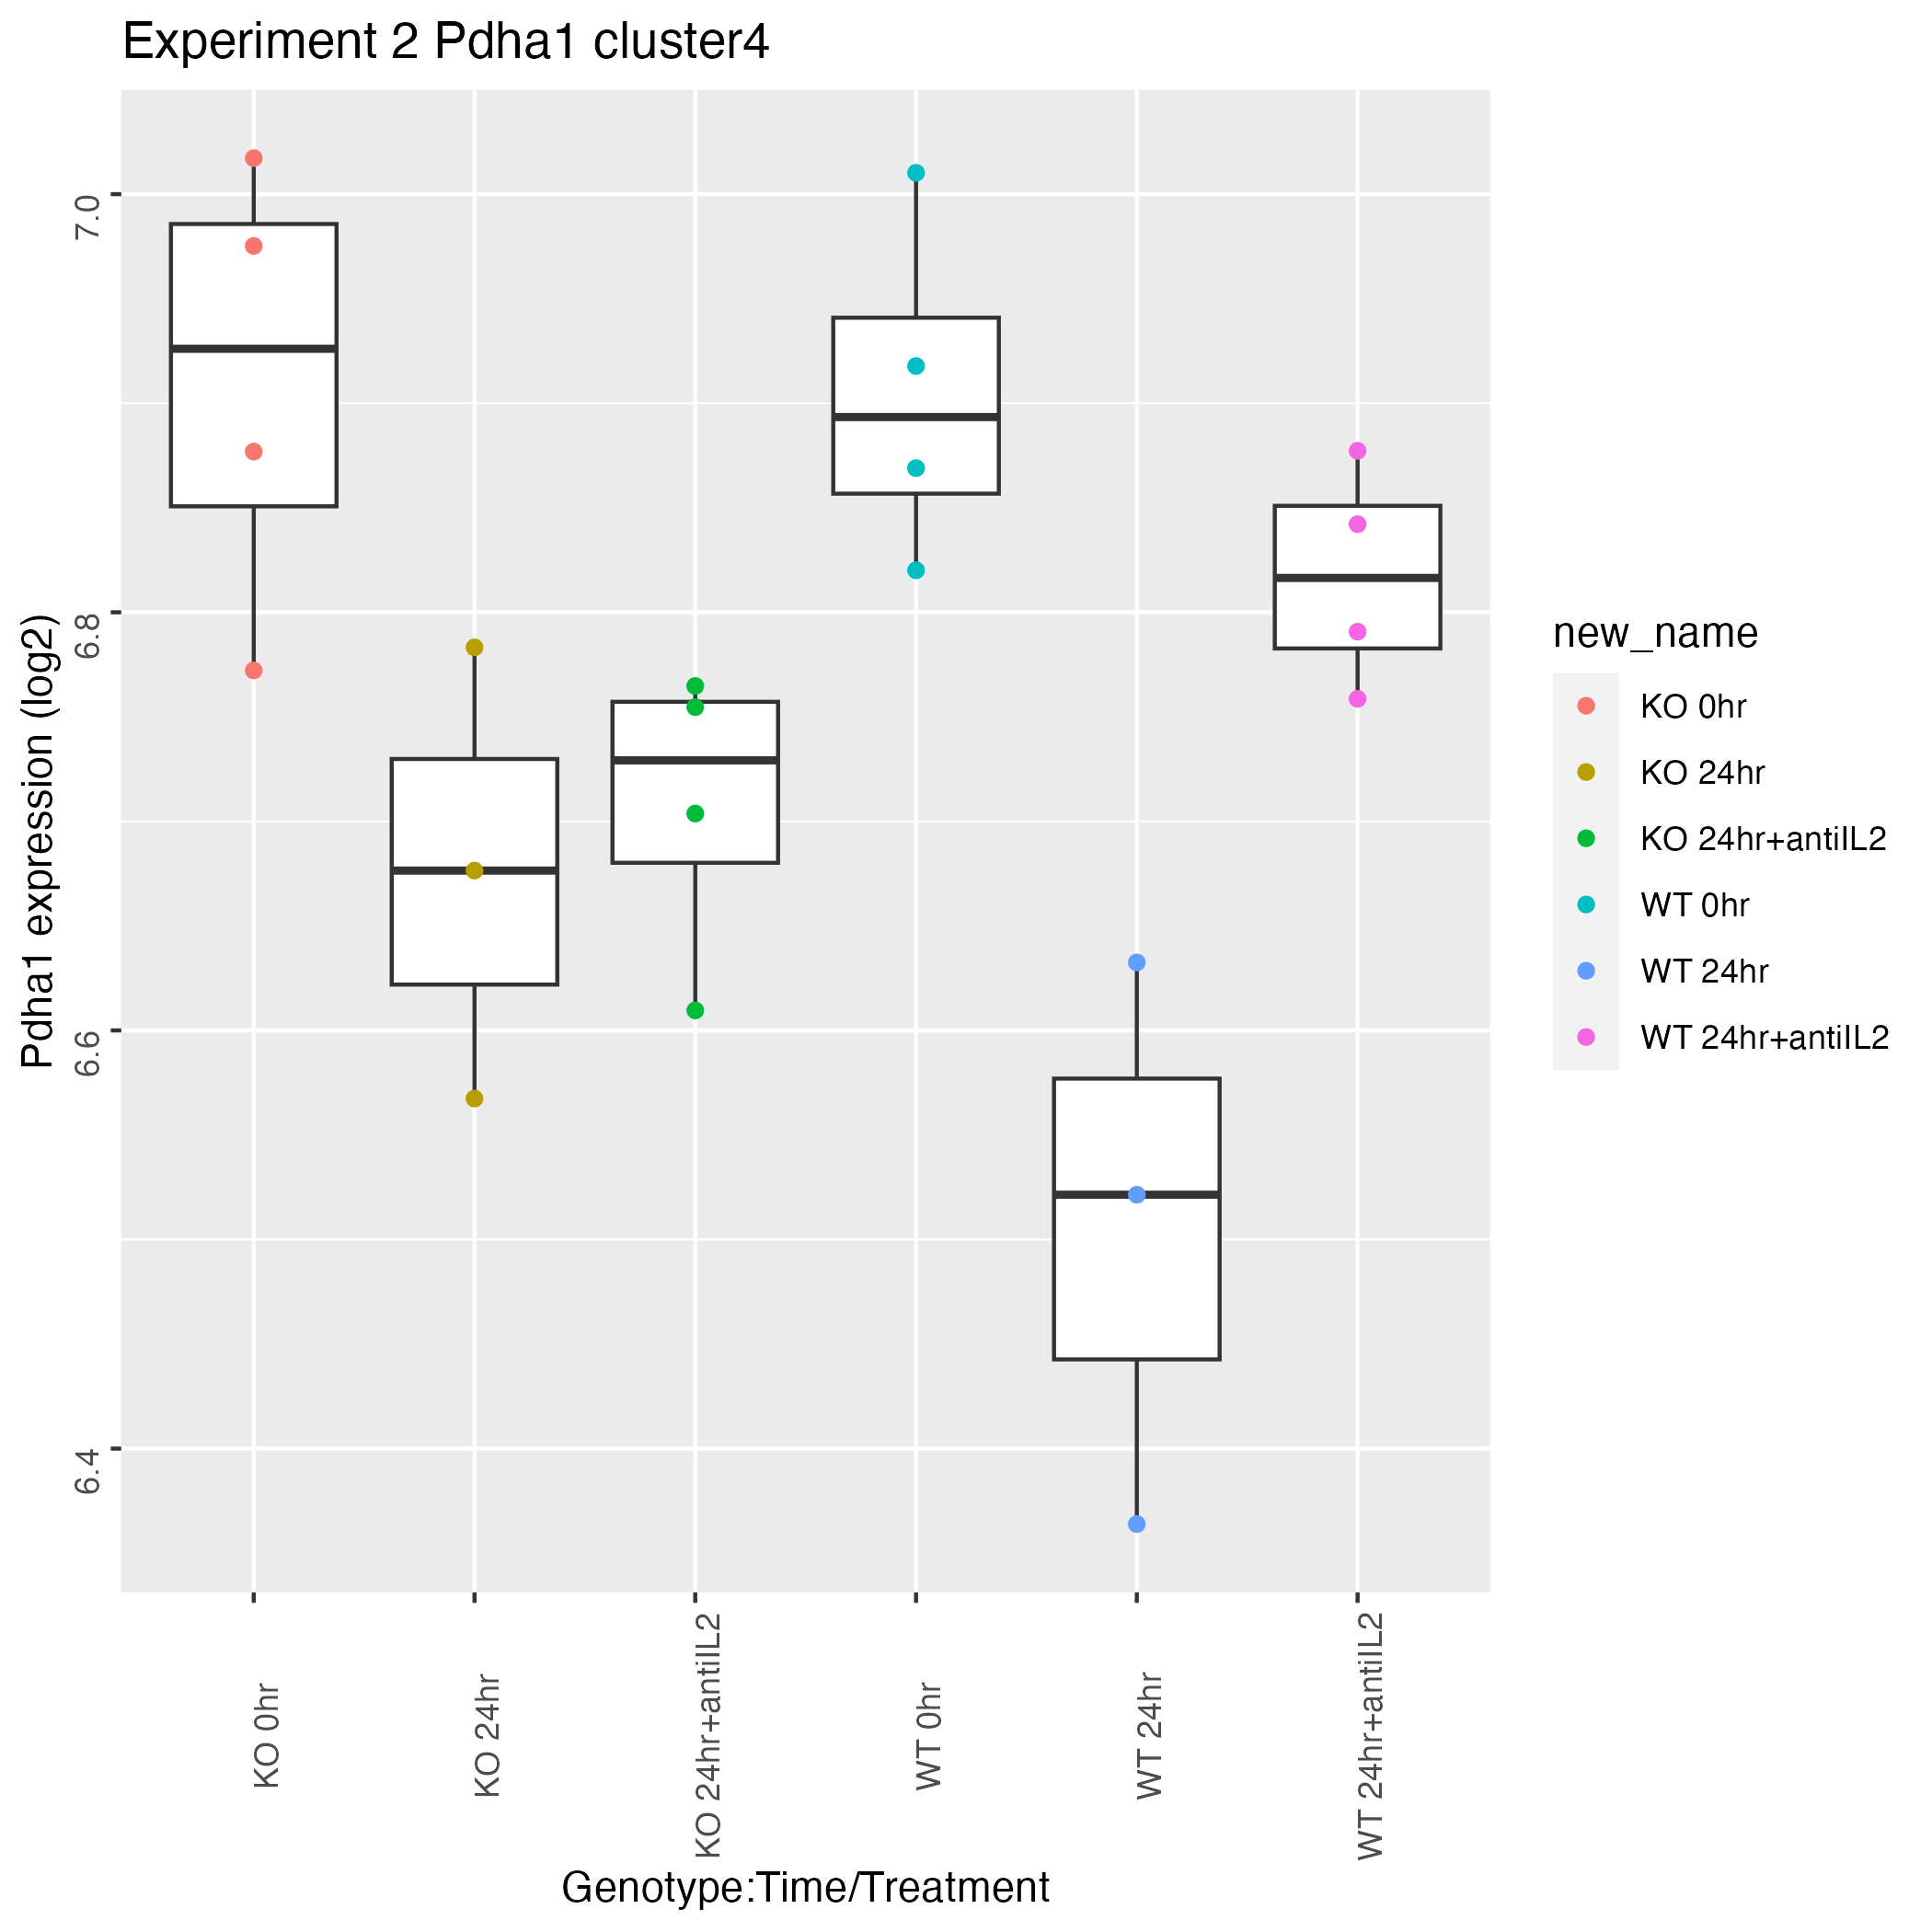 Experiment 2 Pdha1 cluster4
Pdha1 expression (log2)
7.0
6.8
6.6
6.4
KO 0hr
KO 24hr
KO 24hr+antiIL2
WT 0hr
WT 24hr
WT 24hr+antiIL2
Genotype:Time/Treatment
new_name
KO 0hr
KO 24hr
KO 24hr+antiIL2
WT 0hr
WT 24hr
WT 24hr+antiIL2